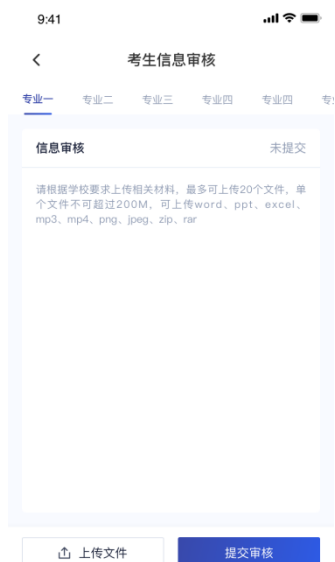 9:41
考生信息审核
专业一 专业二 专业三 专业四 专业四 专
信息审核 未提交
请根据学校要求上传相关材料，最多可上传20个文件，单
个文件不可超过200M，可上传word、ppt、excel、
mp3、mp4、png、jpeg、zip、rar
上传文件 提交审核